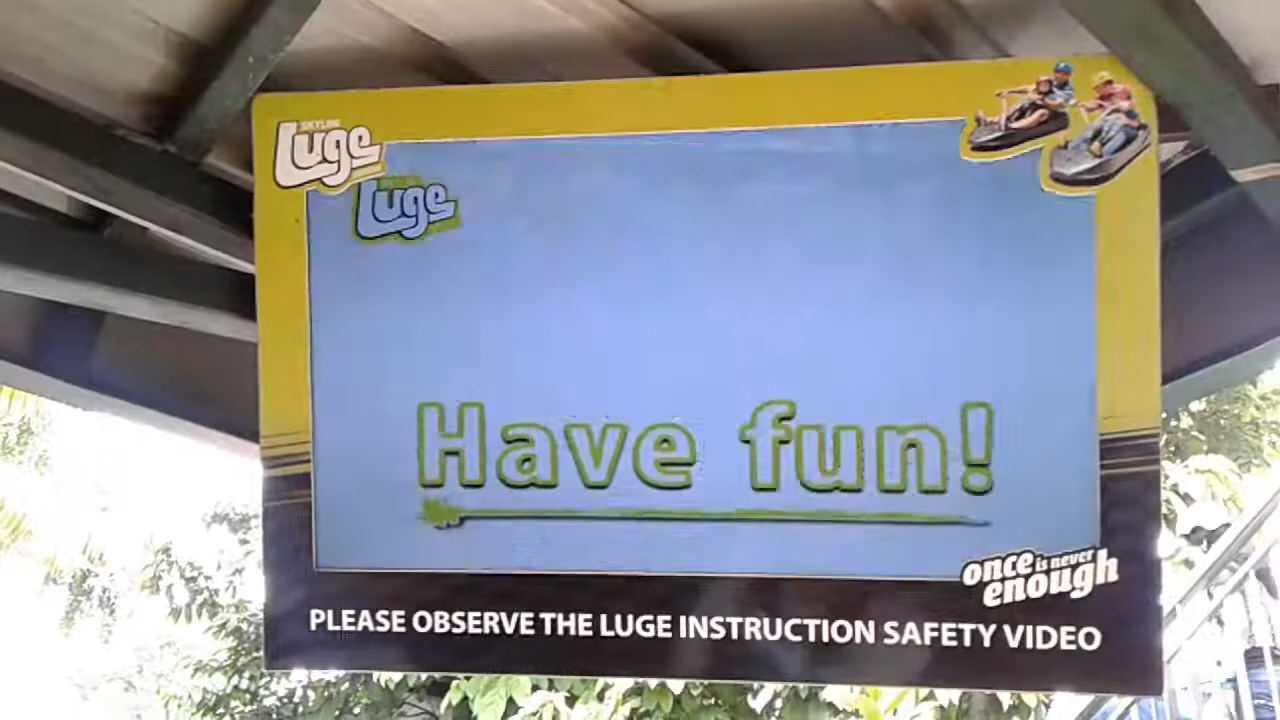 SKYLINE
Luge
Luge
Have fun!
once is never
enough
PLEASE OBSERVE THE LUGE INSTRUCTION SAFETY VIDEO